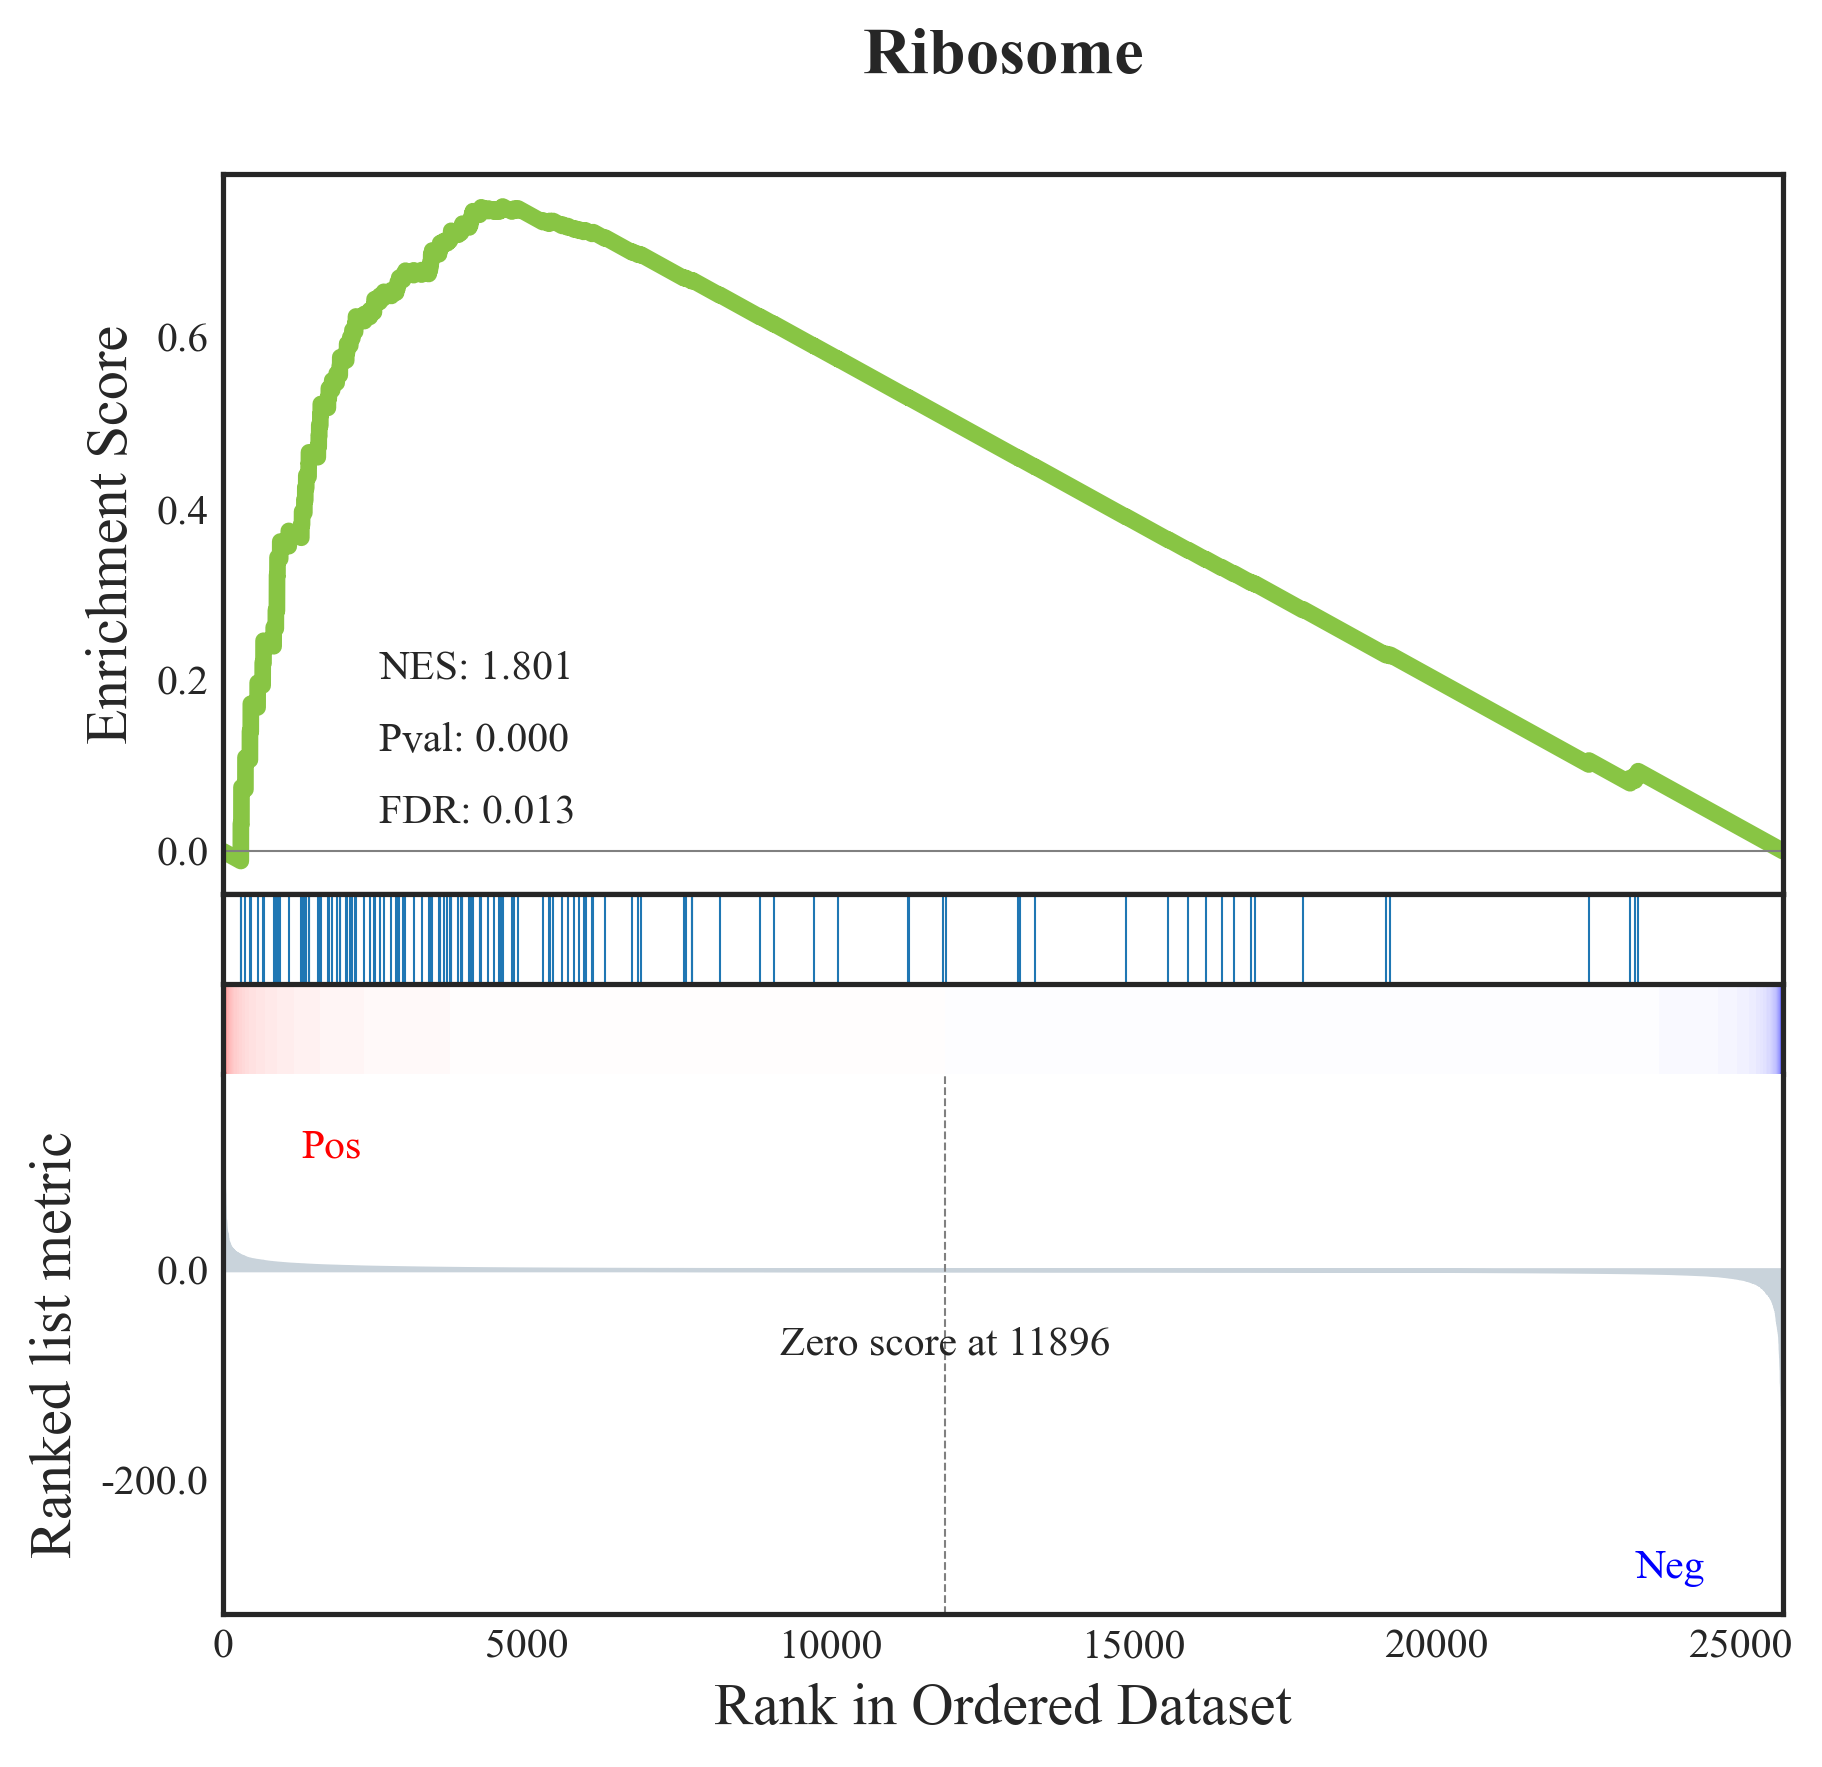 Ribosome
Enrichment Score
0.6
0.4
0.2
0.0
NES: 1.801
Pval: 0.000
FDR: 0.013
Ranked list metric
Pos
0.0
Zero score at 11896
-200.0
Neg
0 5000 10000 15000 20000 25000
Rank in Ordered Dataset